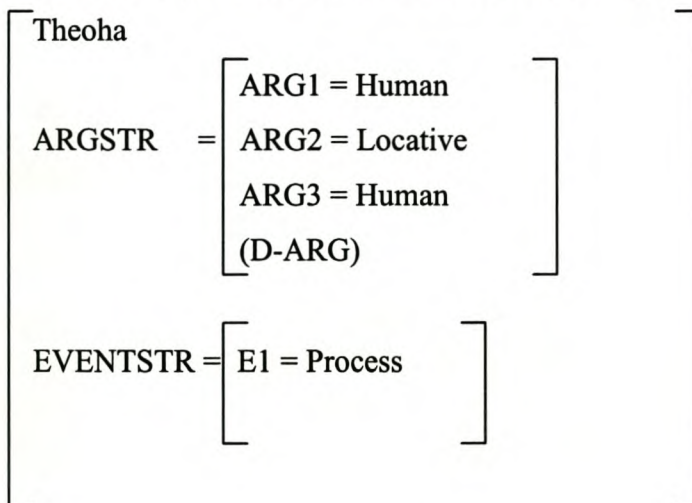 Theoha
ARG1 = Human
ARGSTR = ARG2 = Locative
ARG3 = Human
(D-ARG)
EVENTSTR = E1 = Process